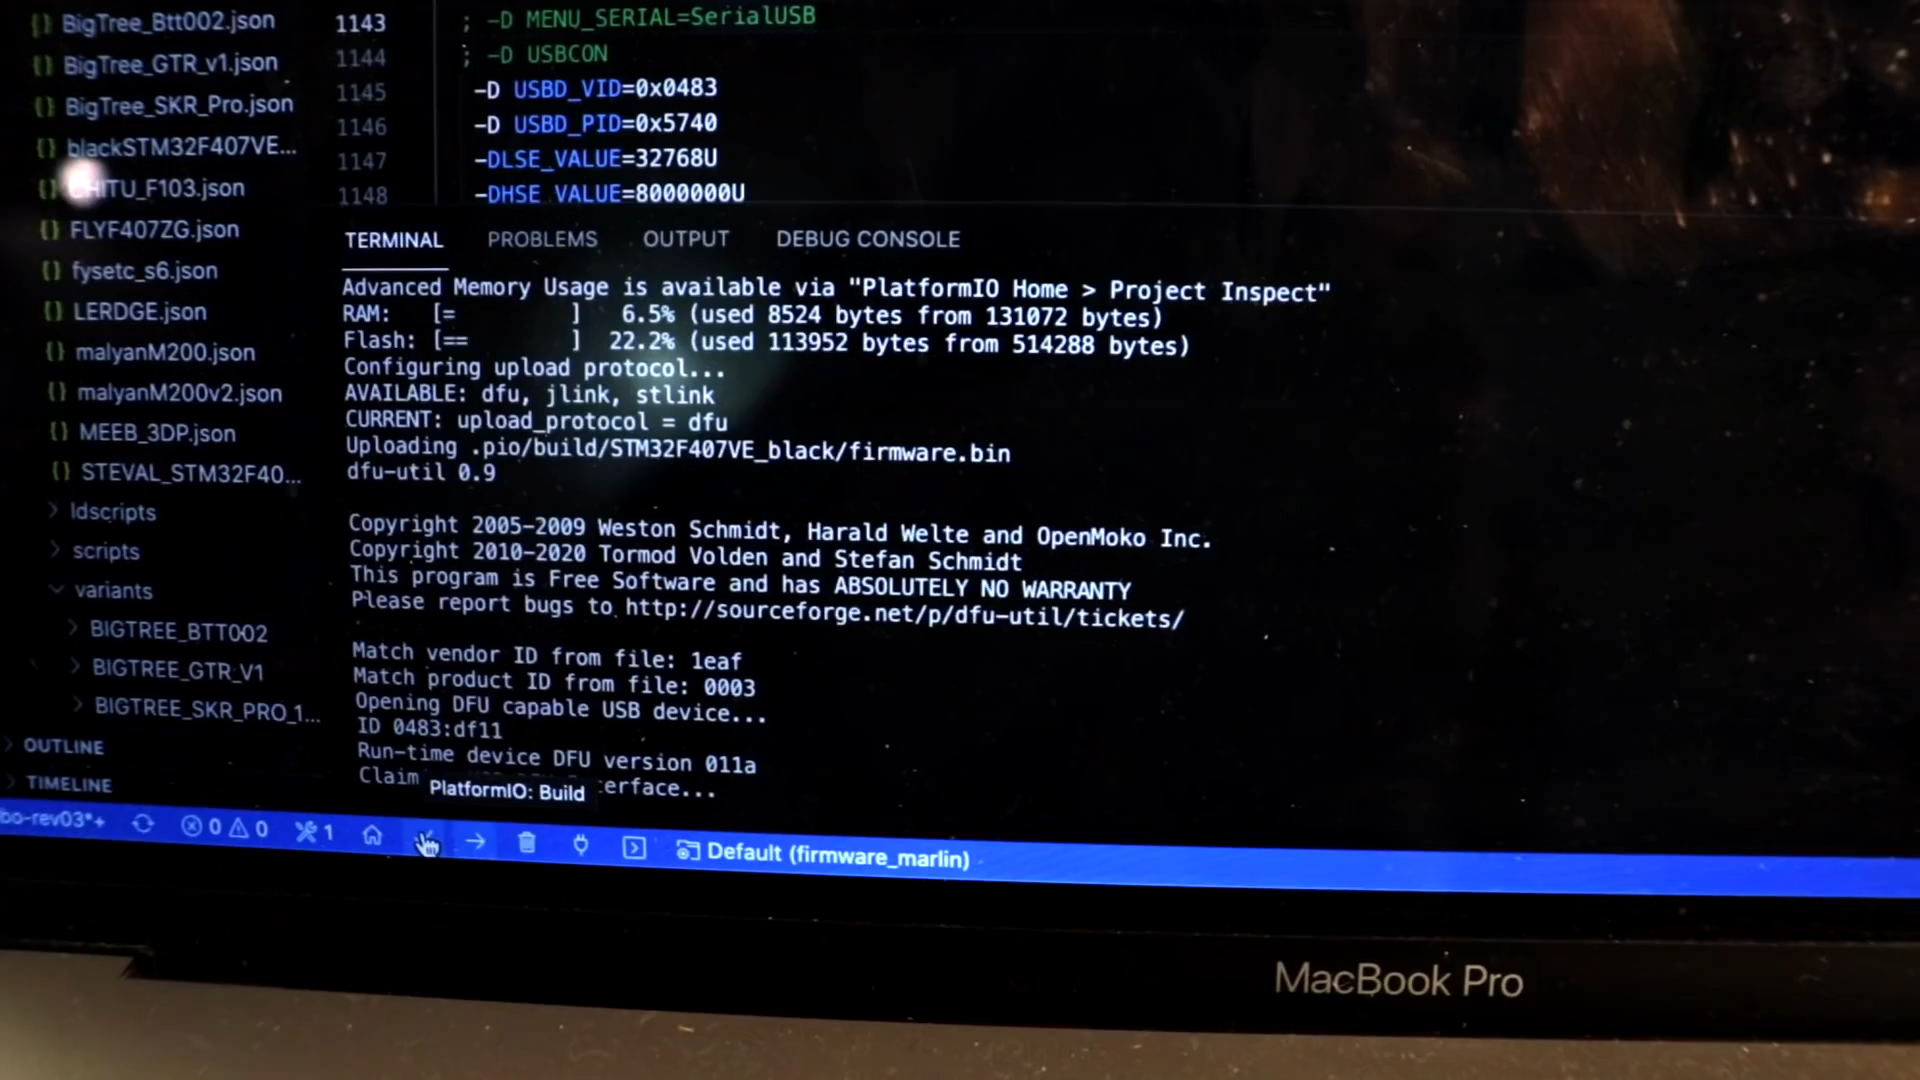 BigTree_Btt002.json
BigTree_GTR_v1.json
BigTree_SKR_Pro.json
blackSTM32F407VE...
CHITU_F103.json
FLYF407ZG.json
fysetc_s6.json
LERDGE.json
malyanM200.json
malyanM200v2.json
MEEB_3DP.json
STEVAL_STM32F40...
ldscripts
scripts
variants
BIGTREE_BTT002
BIGTREE_GTR_V1
BIGTREE_SKR_PRO_1...
OUTLINE
TIMELINE
1143 ; -D MENU_SERIAL=SerialUSB
1144 ; -D USBCON
1145 -D USBD_VID=0x0483
1146 -D USBD_PID=0x5740
1147 -DLSE_VALUE=32768U
1148 -DHSE_VALUE=8000000U
TERMINAL PROBLEMS OUTPUT DEBUG CONSOLE
Advanced Memory Usage is available via "PlatformIO Home > Project Inspect"
RAM: [= ] 6.5% (used 8524 bytes from 131072 bytes)
Flash: [== ] 22.2% (used 113952 bytes from 514288 bytes)
Configuring upload protocol...
AVAILABLE: dfu, jlink, stlink
CURRENT: upload_protocol = dfu
Uploading .pio/build/STM32F407VE_black/firmware.bin
dfu-util 0.9
Copyright 2005-2009 Weston Schmidt, Harald Welte and OpenMoko Inc.
Copyright 2010-2020 Tormod Volden and Stefan Schmidt
This program is Free Software and has ABSOLUTELY NO WARRANTY
Please report bugs to http://sourceforge.net/p/dfu-util/tickets/
Match vendor ID from file: 1eaf
Match product ID from file: 0003
Opening DFU capable USB device...
ID 0483:df11
Run-time device DFU version 011a
Claim erface...
PlatformIO: Build
bo-rev03*+ 0 0 1 Default (firmware_marlin)
MacBook Pro